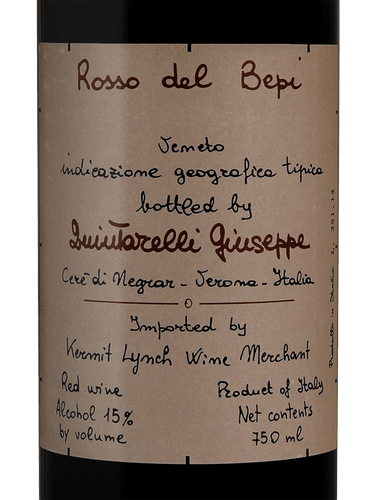 Rosso del Bepi
Veneto
indicazione geografica tipica
bottled by
Quintarelli Giuseppe
Cerè di Negrar - Verona - Italia
Imported by
Kermit Lynch Wine Merchant
Red wine
Alcohol 15%
by volume
Product of Italy
Net contents
750 ml